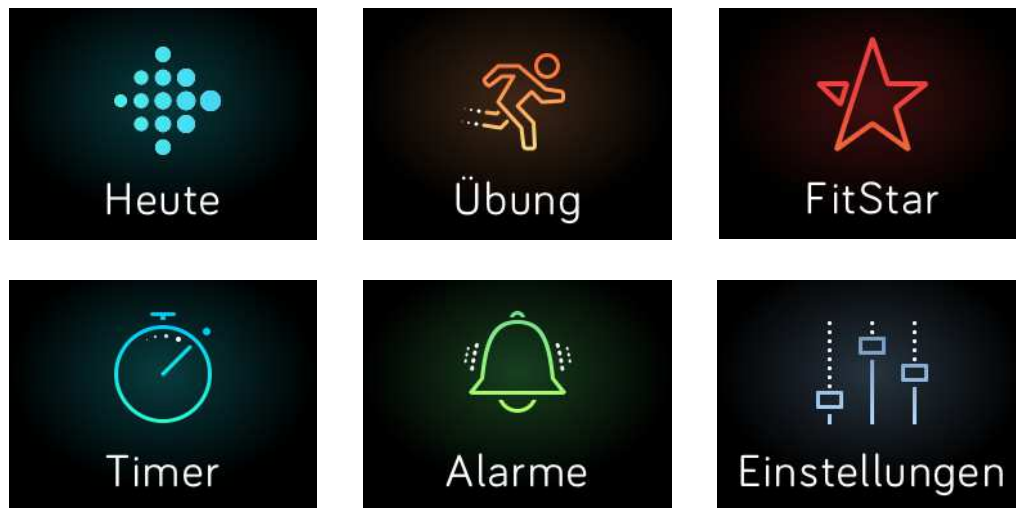 Heute
Übung
FitStar
Timer
Alarme
Einstellungen